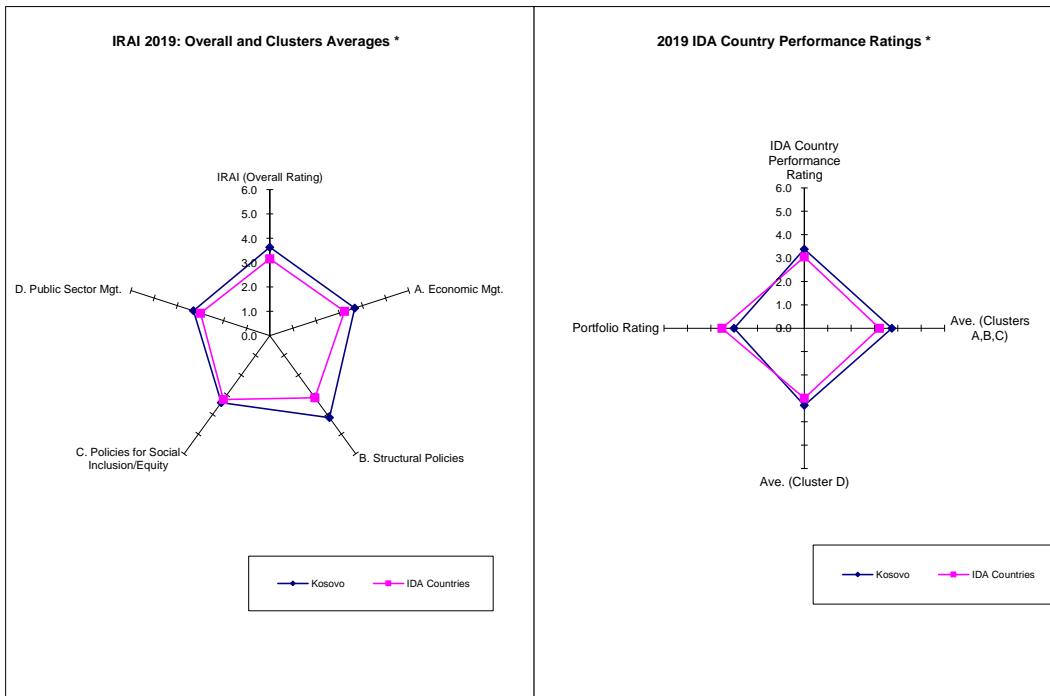 IRAI 2019: Overall and Clusters Averages *
IRAI (Overall Rating)
6.0
5.0
4.0
3.0
2.0
1.0
0.0
A. Economic Mgt.
B. Structural Policies
C. Policies for Social
Inclusion/Equity
D. Public Sector Mgt.
Kosovo
IDA Countries
2019 IDA Country Performance Ratings *
IDA Country
Performance
Rating
6.0
5.0
4.0
3.0
2.0
1.0
0.0
Ave. (Clusters
A,B,C)
Ave. (Cluster D)
Portfolio Rating
Kosovo
IDA Countries